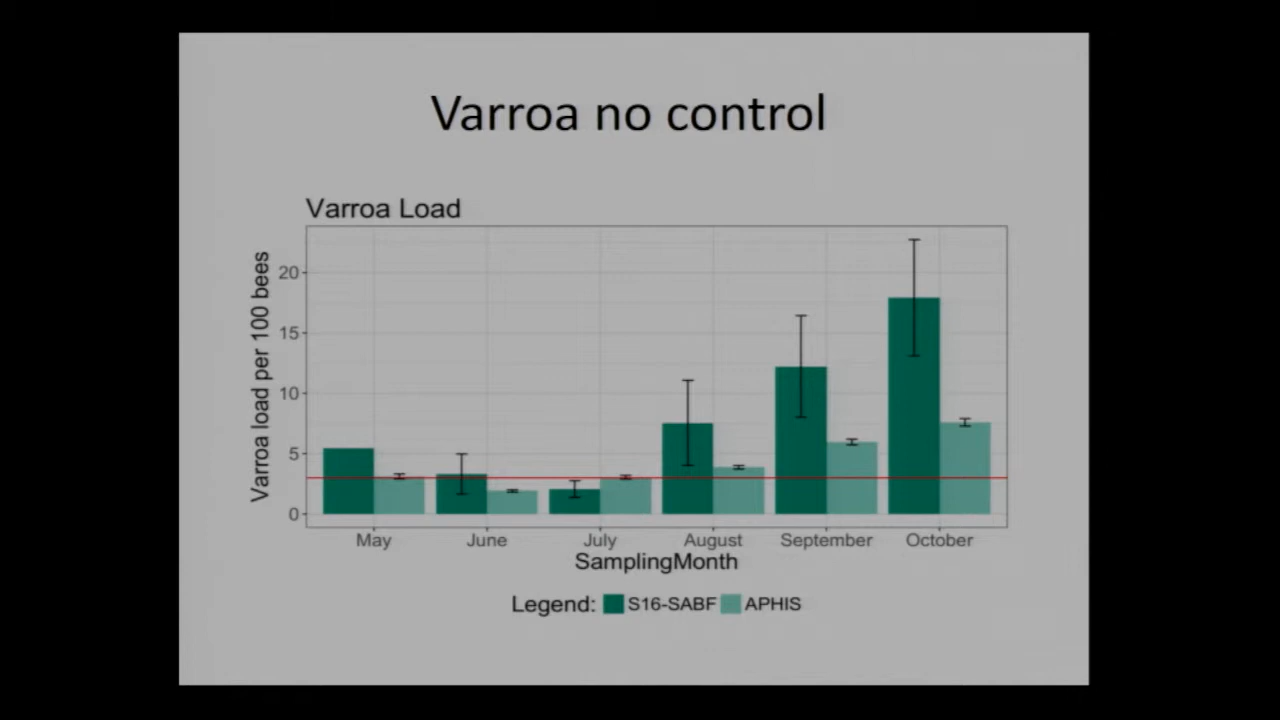 Varroa no control
Varroa Load
Varroa load per 100 bees
20
15
10
5
0
May June July August September October
SamplingMonth
Legend: S16-SABF APHIS